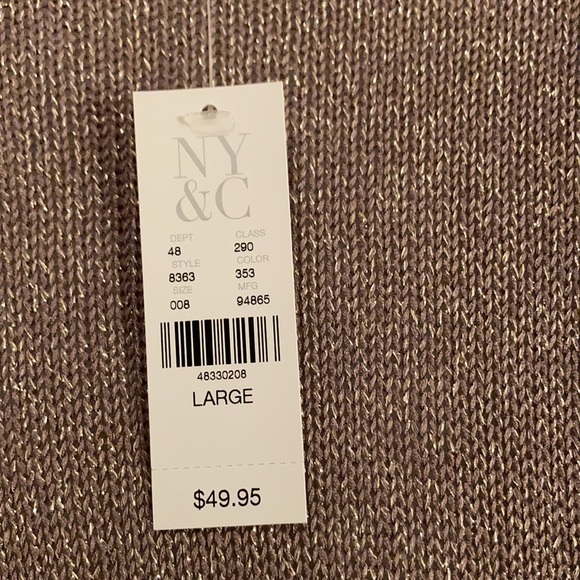 NY
&C
DEPT CLASS
48 290
STYLE COLOR
8363 353
SIZE MFG
008 94865
48330208
LARGE
$49.95